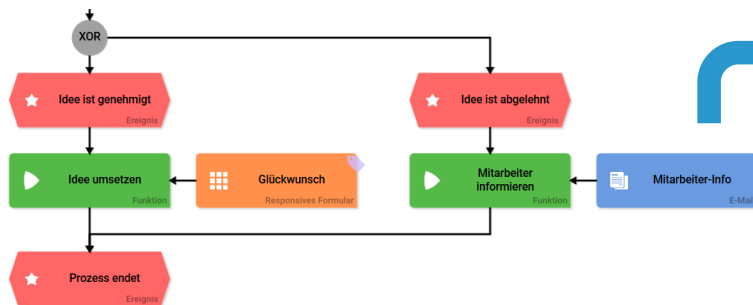 XOR
Idee ist genehmigt
Ereignis
Idee ist abgelehnt
Ereignis
Idee umsetzen
Funktion
Glückwunsch
Responsives Formular
Mitarbeiter
informieren
Funktion
Mitarbeiter-Info
E-Mail
Prozess endet
Ereignis